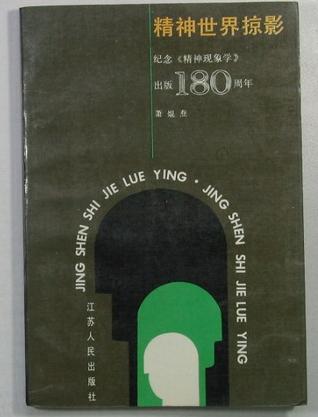 精神世界掠影
纪念《精神现象学》
出版180周年
萧焜焘
JING SHEN SHI JIE LUE YING · JING SHEN SHI JIE LUE YING
江苏人民出版社